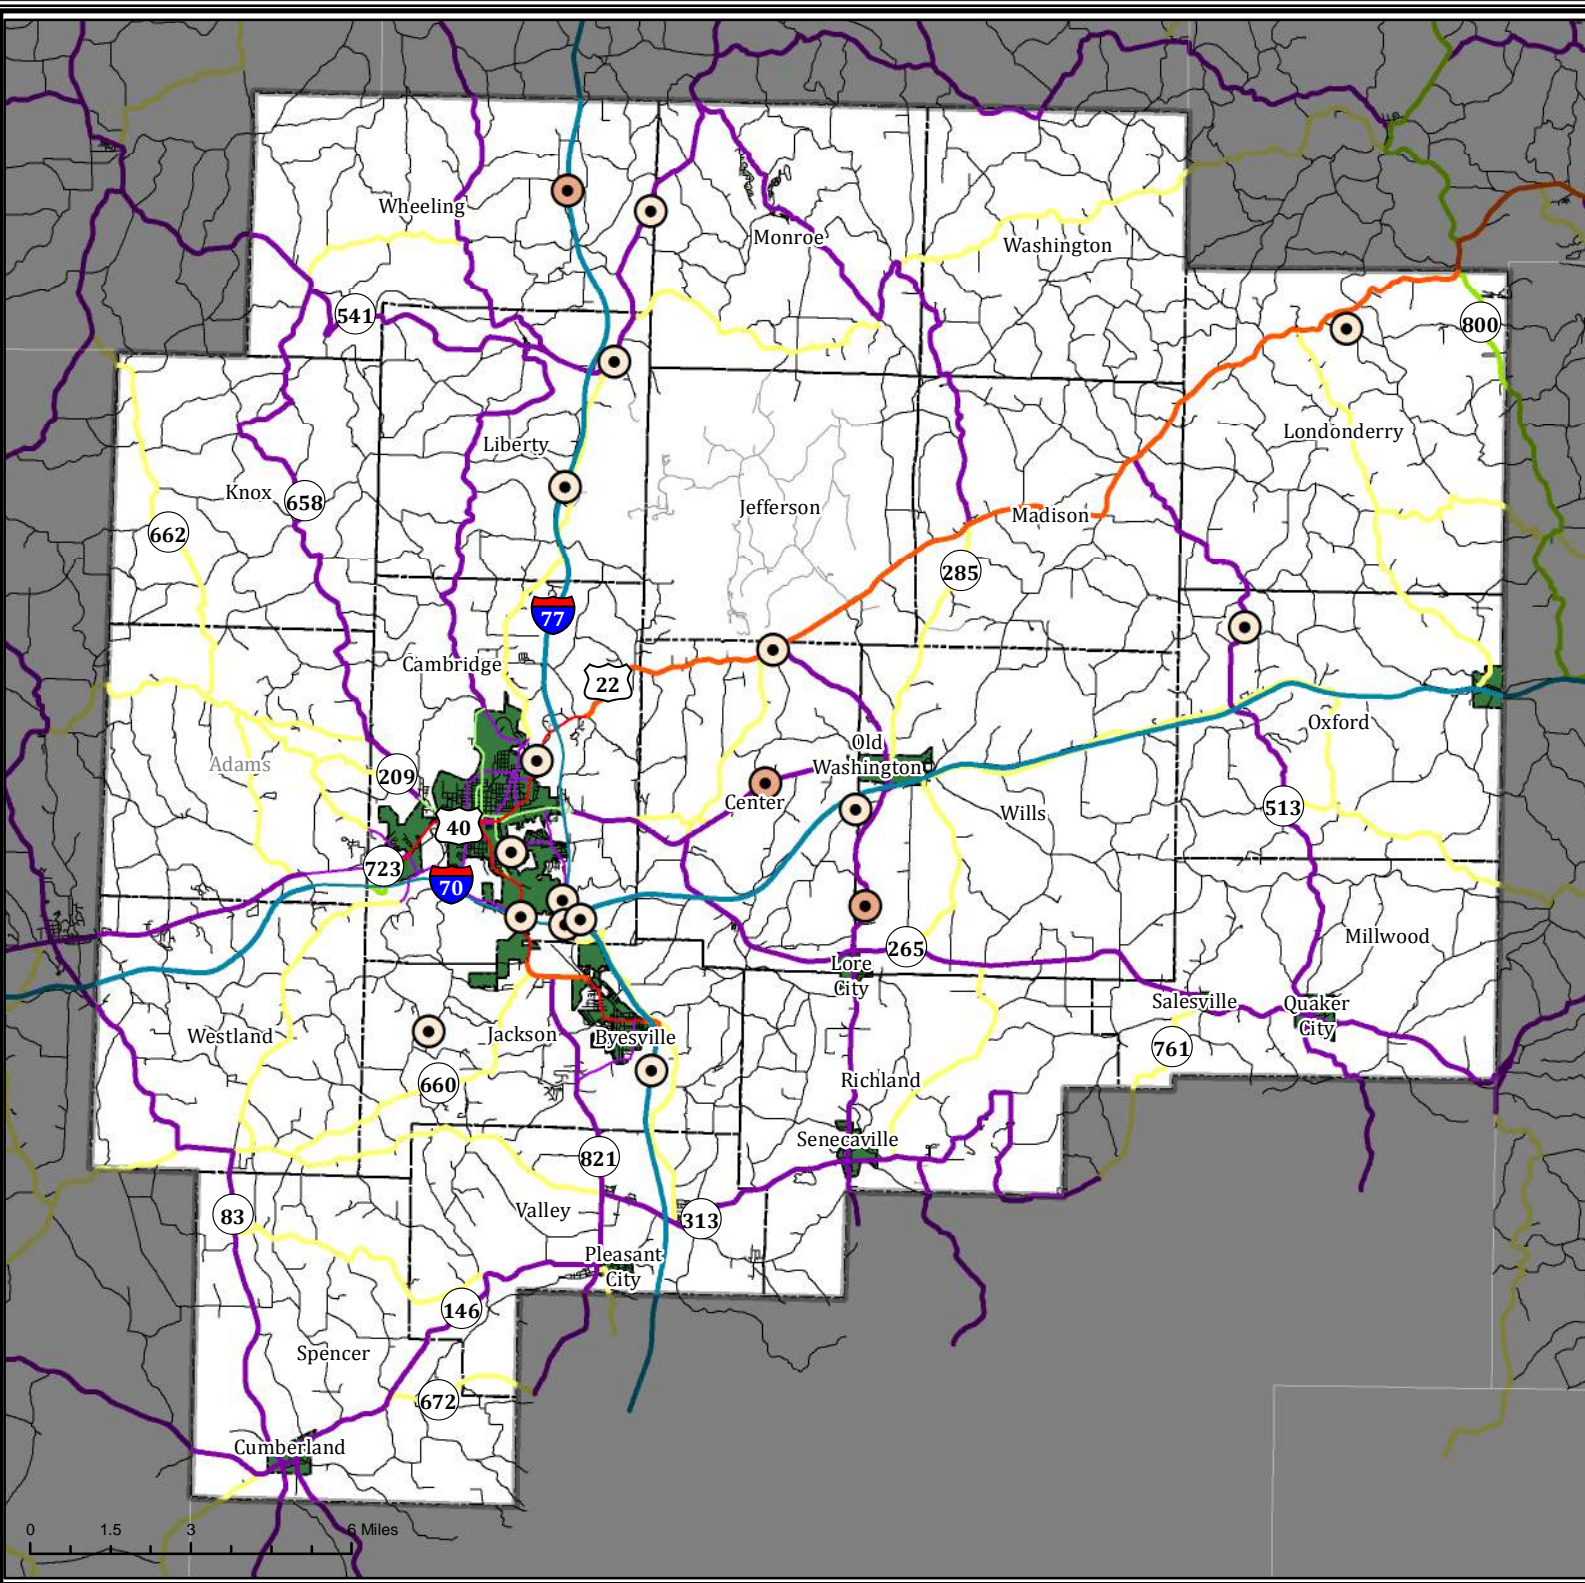 Wheeling
Monroe
Washington
541
800
Liberty
Londonderry
Knox
658
Jefferson
Madison
662
285
77
Cambridge
22
Old
Washington
Oxford
Adams
209
Center
513
Wills
40
723
70
265
Millwood
Lore
City
Salesville
Quaker
City
Westland
Jackson
Byesville
761
660
Richland
Senecaville
821
83
Valley
313
Pleasant
City
146
Spencer
672
Cumberland
0 1.5 3 6 Miles